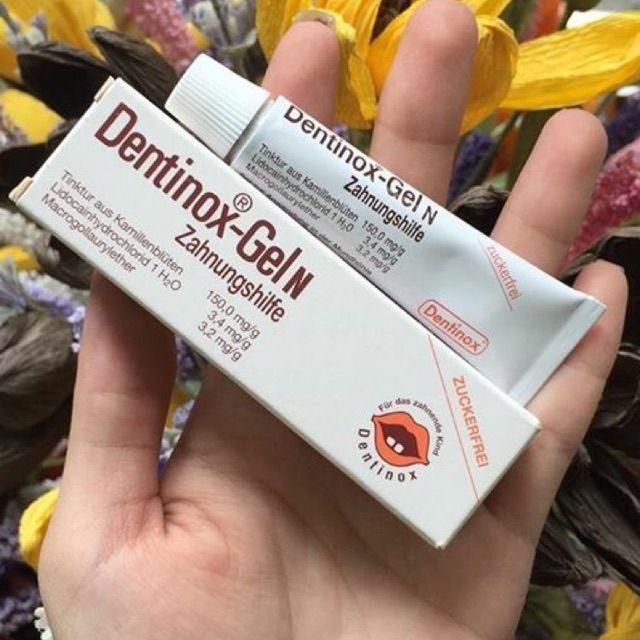 Dentinox®-Gel N
Zahnungshilfe
Tinktur aus Kamillenblüten 150,0 mg/g
Lidocainhydrochlorid 1 H₂O 3,4 mg/g
Macrogollaurylether 3,2 mg/g
ZUCKERFREI
Für das zahnende Kind
Dentinox
Dentinox-Gel N
Zahnungshilfe
Tinktur aus Kamillenblüten 150,0 mg/g
Lidocainhydrochlorid 1 H₂O 3,4 mg/g
Macrogollaurylether 3,2 mg/g
zuckerfrei
Dentinox